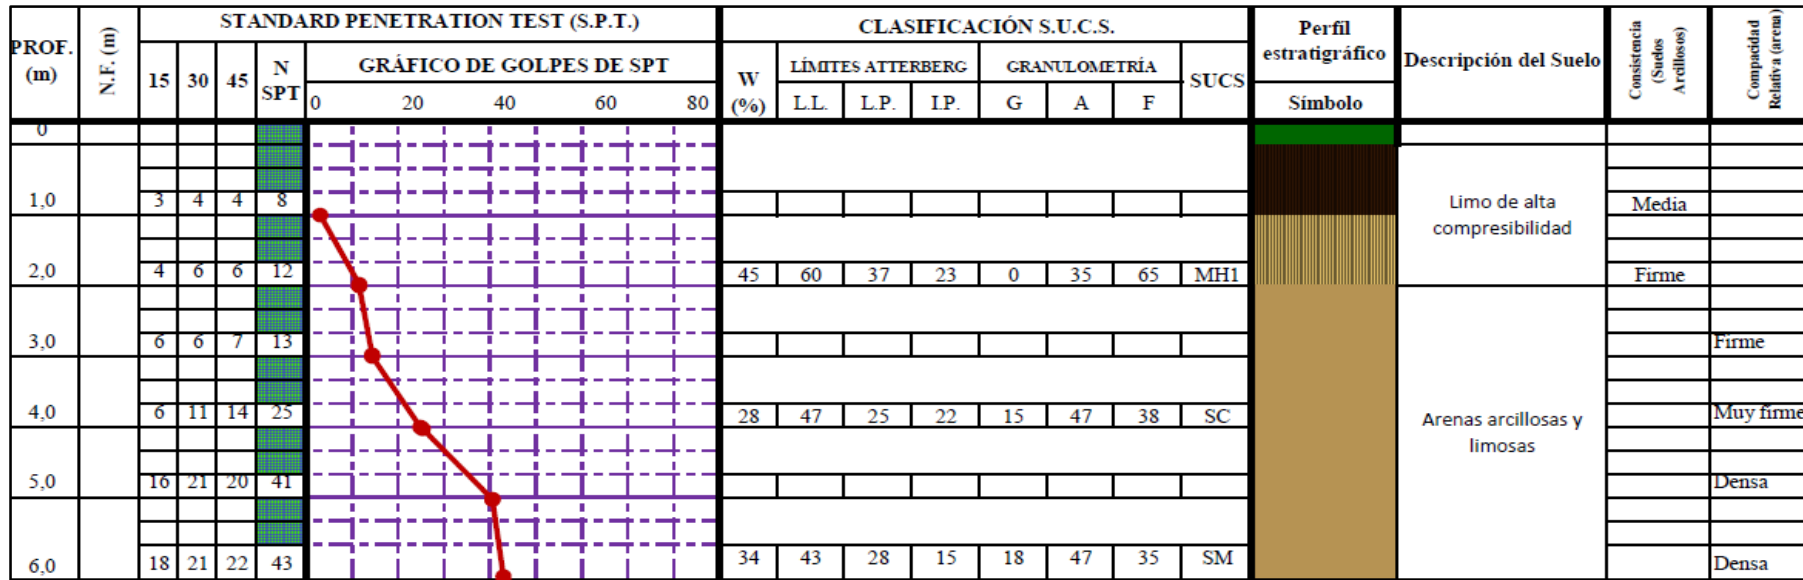 STANDARD PENETRATION TEST (S.P.T.)
CLASIFICACIÓN S.U.C.S.
PROF. (m)
N.F. (m)
15 30 45 N SPT
GRÁFICO DE GOLPES DE SPT
0 20 40 60 80
W (%)
LÍMITES ATTERBERG
L.L. L.P. I.P.
GRANULOMETRÍA
G A F
SUCS
Perfíl estratigráfico
Símbolo
Descripción del Suelo
Consistencia (Suelos Arcillosos)
Compacidad Relativa (arena)
0
1,0 3 4 4 8 Media
Limo de alta compresibilidad
2,0 4 6 6 12 45 60 37 23 0 35 65 MH1 Firme
3,0 6 6 7 13 Firme
4,0 6 11 14 25 28 47 25 22 15 47 38 SC Muy firme
Arenas arcillosas y limosas
5,0 16 21 20 41 Densa
6,0 18 21 22 43 34 43 28 15 18 47 35 SM Densa